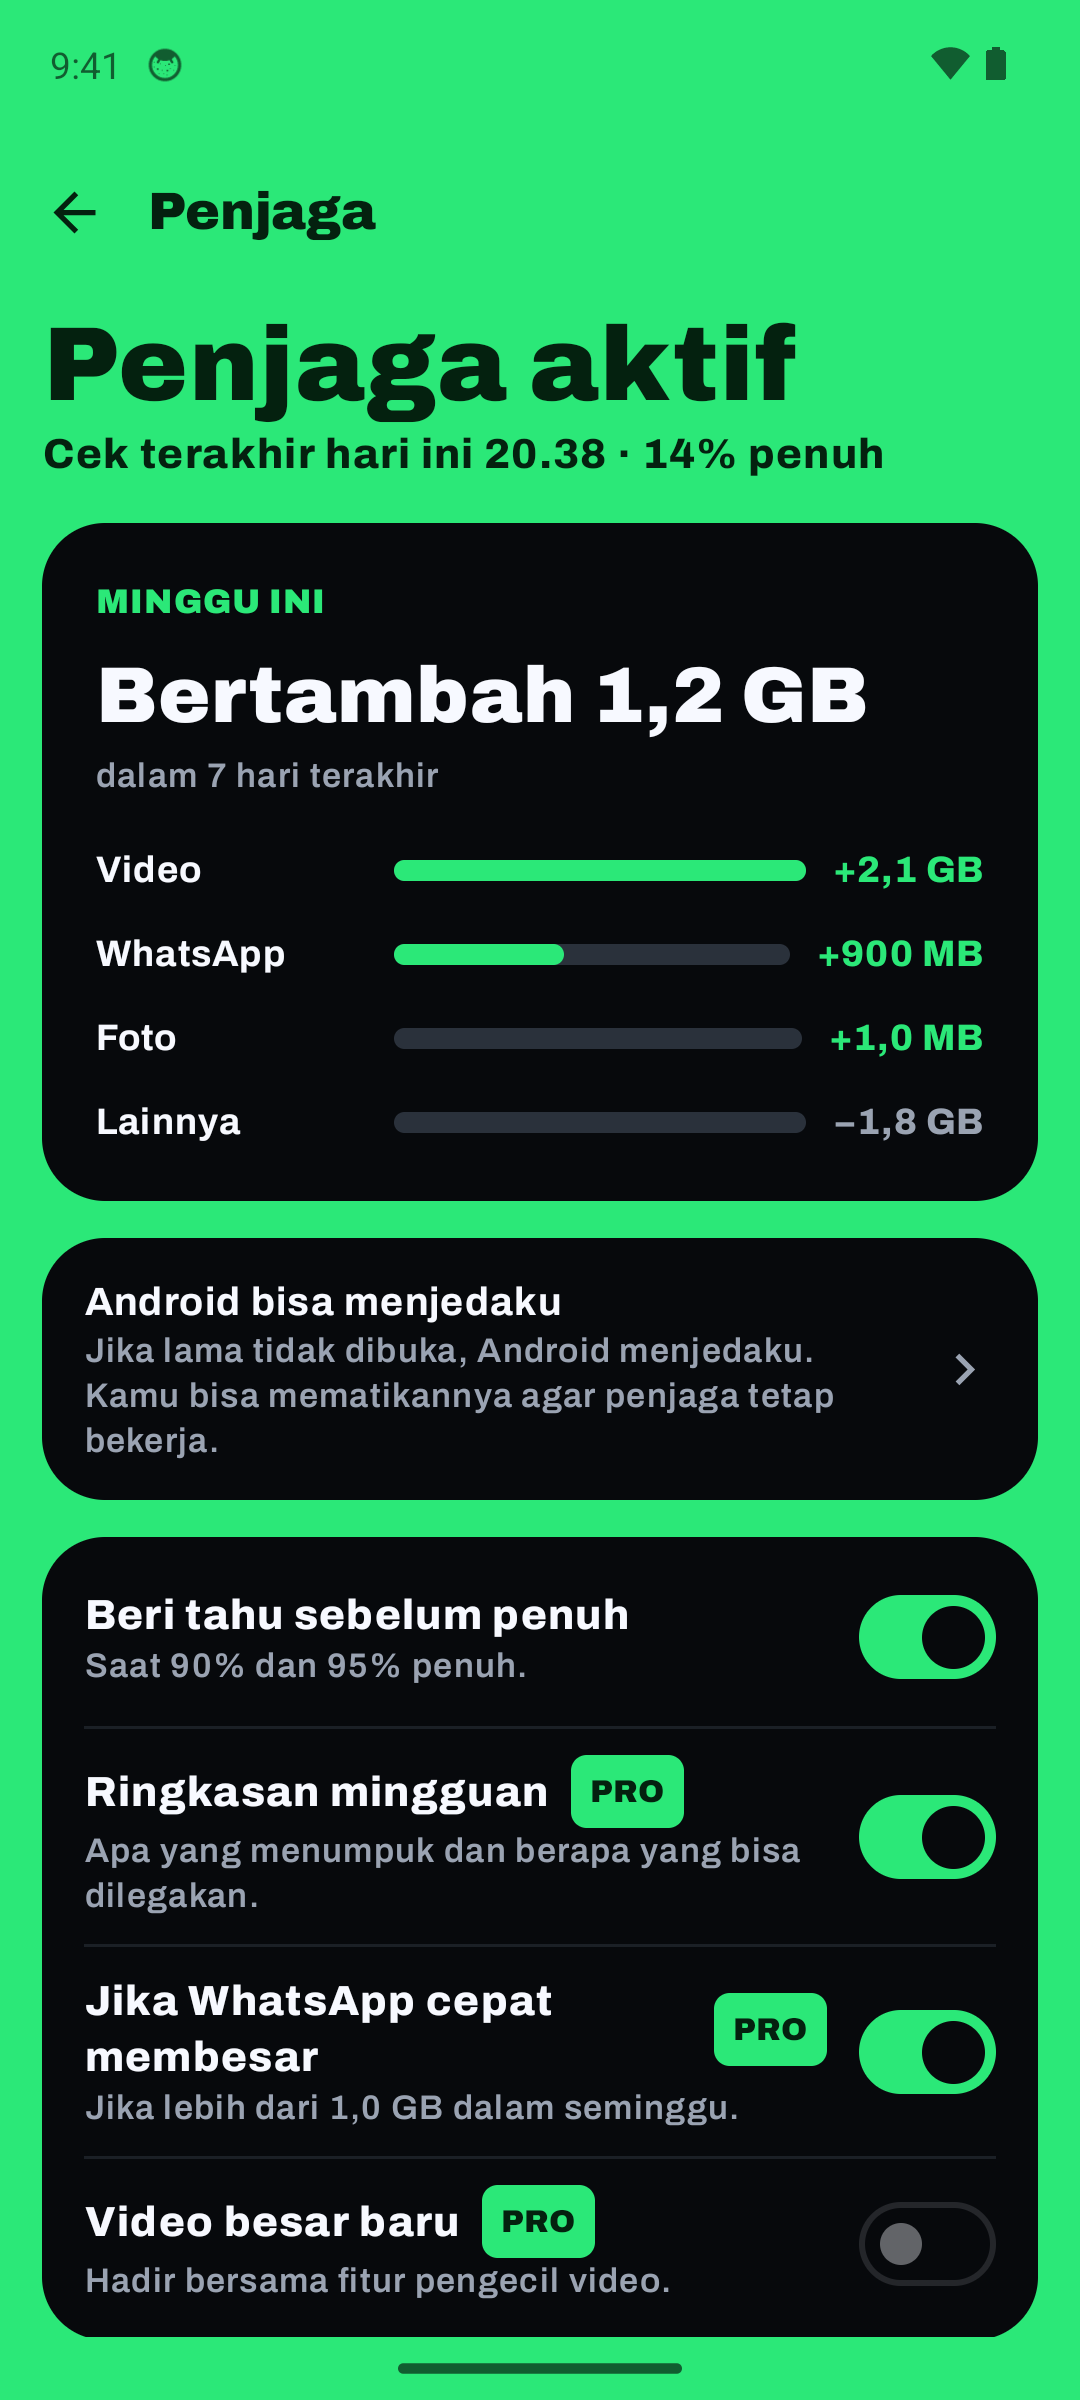 9:41
Penjaga
Penjaga aktif
Cek terakhir hari ini 20.38 · 14% penuh
MINGGU INI
Bertambah 1,2 GB
dalam 7 hari terakhir
Video +2,1 GB
WhatsApp +900 MB
Foto +1,0 MB
Lainnya −1,8 GB
Android bisa menjedaku
Jika lama tidak dibuka, Android menjedaku.
Kamu bisa mematikannya agar penjaga tetap
bekerja.
Beri tahu sebelum penuh
Saat 90% dan 95% penuh.
Ringkasan mingguan PRO
Apa yang menumpuk dan berapa yang bisa
dilegakan.
Jika WhatsApp cepat
membesar
PRO
Jika lebih dari 1,0 GB dalam seminggu.
Video besar baru PRO
Hadir bersama fitur pengecil video.